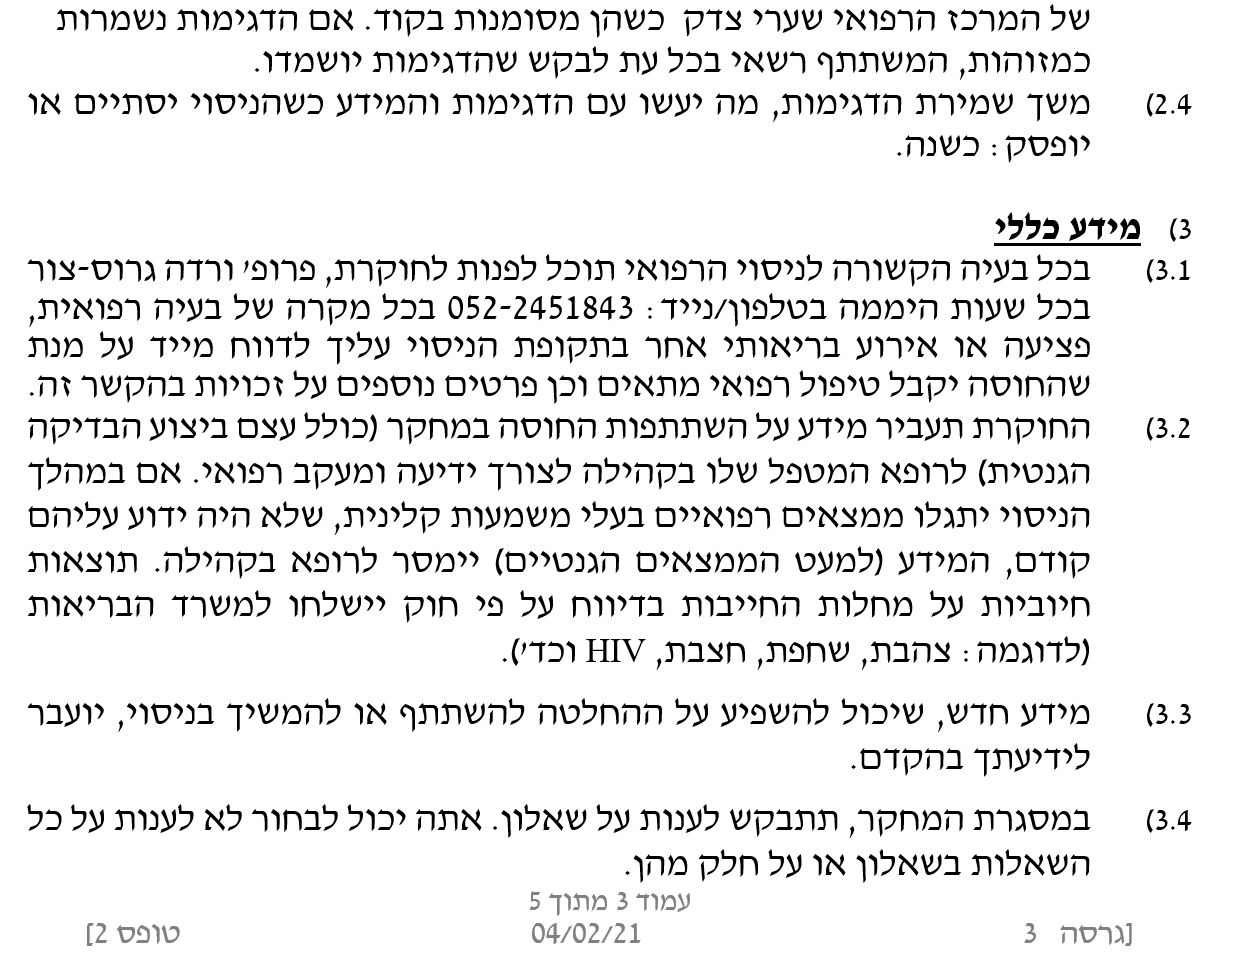 של המרכז הרפואי שערי צדק כשהן מסומנות בקוד. אם הדגימות נשמרות
כמזוהות, המשתתף רשאי בכל עת לבקש שהדגימות יושמדו.
2.4) משך שמירת הדגימות, מה יעשו עם הדגימות והמידע כשהניסוי יסתיים או
יופסק: כשנה.
3) מידע כללי
3.1) בכל בעיה הקשורה לניסוי הרפואי תוכל לפנות לחוקרת, פרופ' ורדה גרוס-צור
בכל שעות היממה בטלפון/נייד: 052-2451843 בכל מקרה של בעיה רפואית,
פציעה או אירוע בריאותי אחר בתקופת הניסוי עליך לדווח מייד על מנת
שהחוסה יקבל טיפול רפואי מתאים וכן פרטים נוספים על זכויות בהקשר זה.
3.2) החוקרת תעביר מידע על השתתפות החוסה במחקר (כולל עצם ביצוע הבדיקה
הגנטית) לרופא המטפל שלו בקהילה לצורך ידיעה ומעקב רפואי. אם במהלך
הניסוי יתגלו ממצאים רפואיים בעלי משמעות קלינית, שלא היה ידוע עליהם
קודם, המידע (למעט הממצאים הגנטיים) יימסר לרופא בקהילה. תוצאות
חיוביות על מחלות החייבות בדיווח על פי חוק יישלחו למשרד הבריאות
(לדוגמה: צהבת, שחפת, חצבת, HIV וכד').
3.3) מידע חדש, שיכול להשפיע על ההחלטה להשתתף או להמשיך בניסוי, יועבר
לידיעתך בהקדם.
3.4) במסגרת המחקר, תתבקש לענות על שאלון. אתה יכול לבחור לא לענות על כל
השאלות בשאלון או על חלק מהן.
עמוד 3 מתוך 5
[גרסה 3 04/02/21 טופס 2]